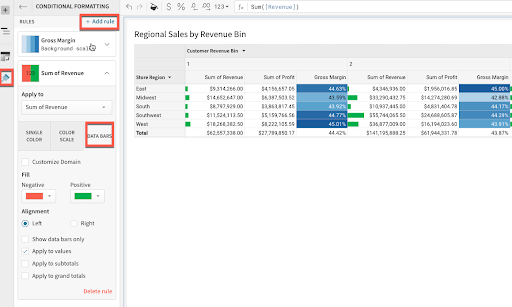 CONDITIONAL FORMATTING
RULES
+ Add rule
Gross Margin
Background scale
123
Sum of Revenue
Apply to
Sum of Revenue
SINGLE COLOR
COLOR SCALE
DATA BARS
Customize Domain
Fill
Negative
Positive
Alignment
Left
Right
Show data bars only
Apply to values
Apply to subtotals
Apply to grand totals
Delete rule
$ % .0 .00 123 fx Sum([Revenue])
Regional Sales by Revenue Bin
Customer Revenue Bin
1 2
Store Region Sum of Revenue Sum of Profit Gross Margin Sum of Revenue Sum of Profit Gross Margin
East $9,314,266.00 $4,156,657.05 44.63% $4,346,936.00 $1,956,016.85 45.00%
Midwest $14,652,647.00 $6,387,503.52 43.59% $33,290,432.75 $14,274,280.69 42.88%
South $8,797,929.00 $3,863,817.45 43.92% $10,937,445.00 $4,831,404.78 44.17%
Southwest $11,524,113.50 $5,159,766.56 44.77% $55,744,065.50 $24,688,605.87 44.29%
West $18,268,382.50 $8,222,105.59 45.01% $36,877,009.00 $16,194,023.60 43.91%
Total $62,557,338.00 $27,789,850.17 44.42% $141,195,888.25 $61,944,331.78 43.87%